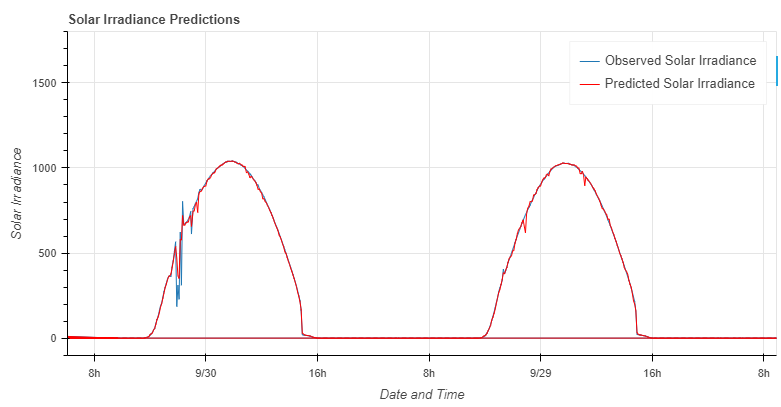 Solar Irradiance Predictions
Observed Solar Irradiance
Predicted Solar Irradiance
1500
1000
500
0
Solar Irradiance
8h
9/30
16h
8h
9/29
16h
8h
Date and Time